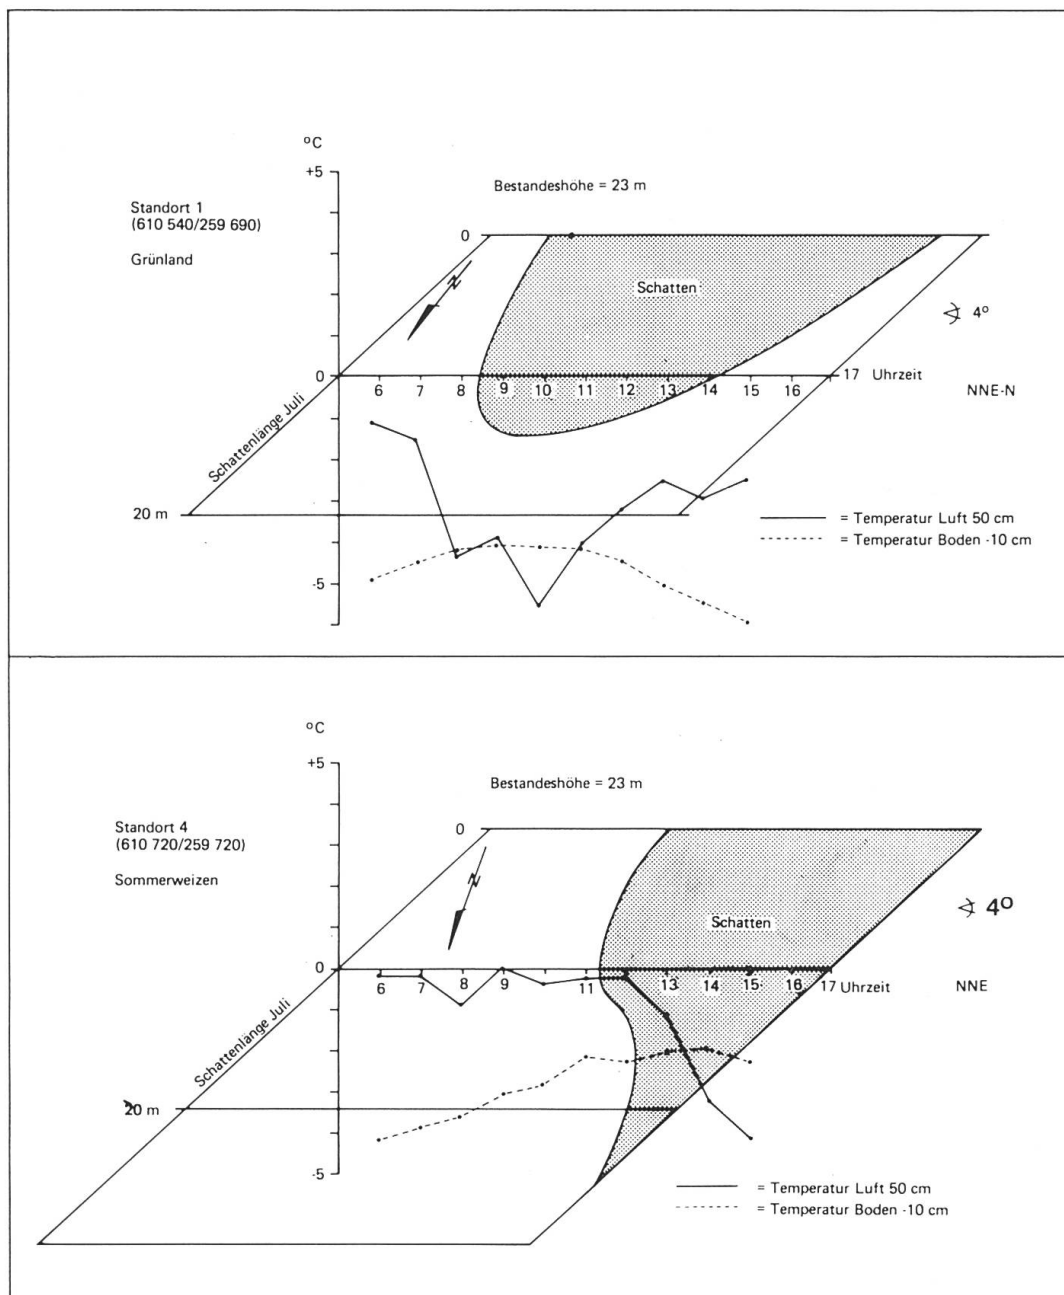 °C
+5
Bestandeshöhe = 23 m
Standort 1
(610 540/259 690)
Grünland
0
N
Schatten
4°
0
6 7 8 9 10 11 12 13 14 15 16 17 Uhrzeit
NNE-N
Schattenlänge Juli
20 m
= Temperatur Luft 50 cm
= Temperatur Boden -10 cm
-5
°C
+5
Bestandeshöhe = 23 m
Standort 4
(610 720/259 720)
Sommerweizen
0
N
Schatten
4°
0
6 7 8 9 11 13 14 15 16 17 Uhrzeit
NNE
Schattenlänge Juli
20 m
-5
= Temperatur Luft 50 cm
= Temperatur Boden -10 cm